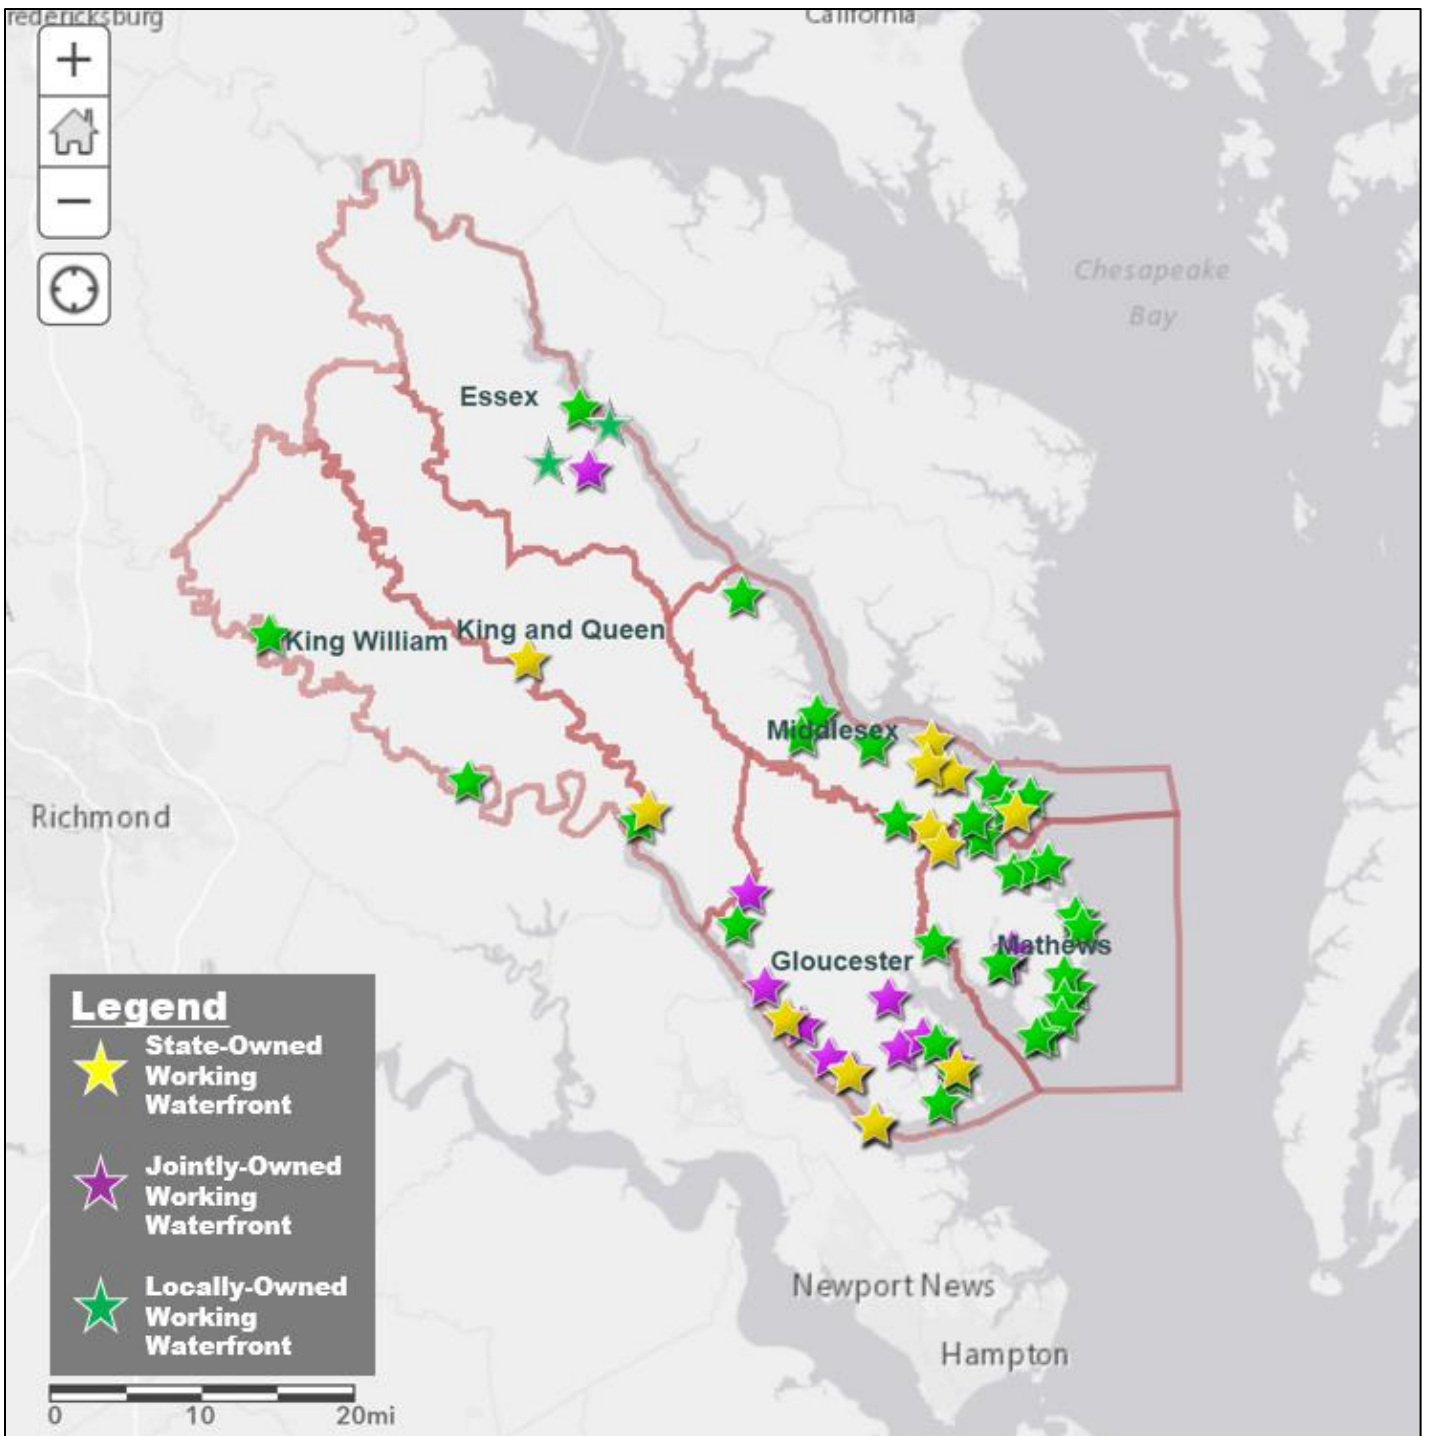 redericksburg
California
+
−
Chesapeake
Bay
Essex
King William
King and Queen
Middlesex
Richmond
Mathews
Gloucester
Legend
State-Owned
Working
Waterfront
Jointly-Owned
Working
Waterfront
Locally-Owned
Working
Waterfront
Newport News
Hampton
0 10 20mi